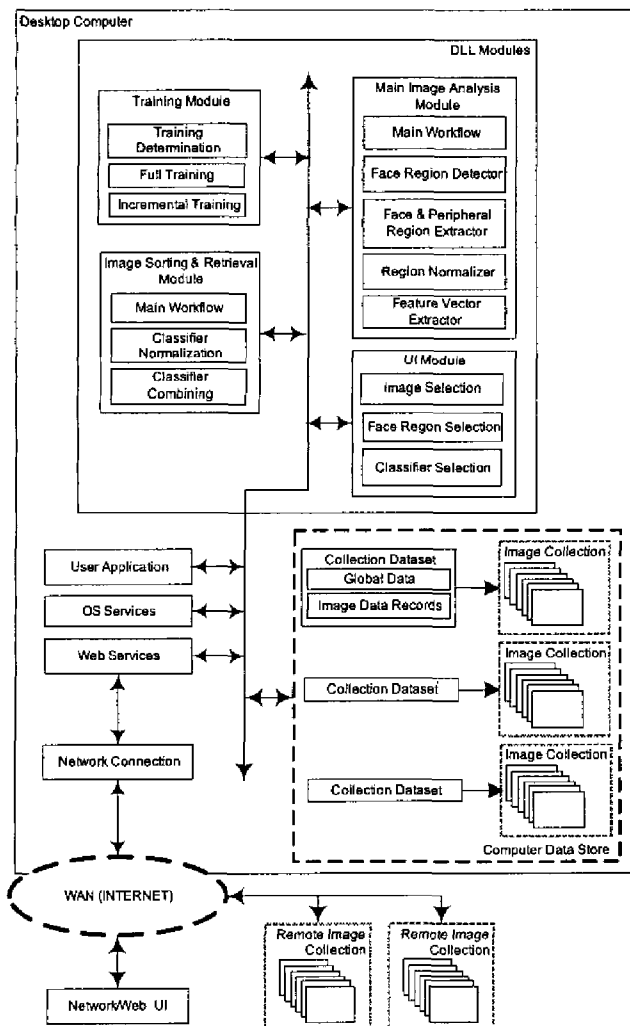 Desktop Computer
DLL Modules
Training Module
Training
Determination
Full Training
Incremental Training
Image Sorting & Retrieval
Module
Main Workflow
Classifier
Normalization
Classifier
Combining
Main Image Analysis
Module
Main Workflow
Face Region Detector
Face & Peripheral
Region Extractor
Region Normalizer
Feature Vector
Extractor
UI Module
Image Selection
Face Regon Selection
Classifier Selection
User Application
OS Services
Web Services
Network Connection
Collection Dataset
Global Data
Image Data Records
Image Collection
Collection Dataset
Image Collection
Collection Dataset
Image Collection
Computer Data Store
WAN (INTERNET)
Remote Image
Collection
Remote Image
Collection
Network/Web UI